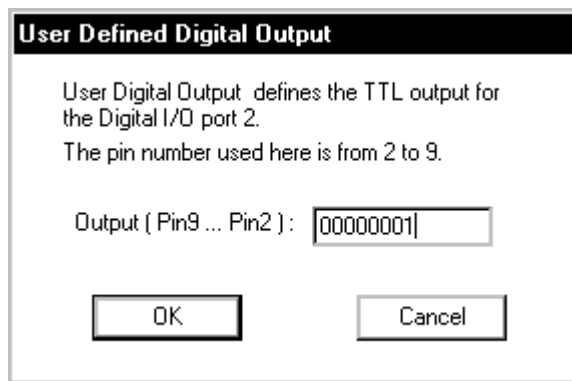 User Defined Digital Output
User Digital Output defines the TTL output for
the Digital I/O port 2.
The pin number used here is from 2 to 9.
Output ( Pin9 ... Pin2 ) : 00000001
OK Cancel